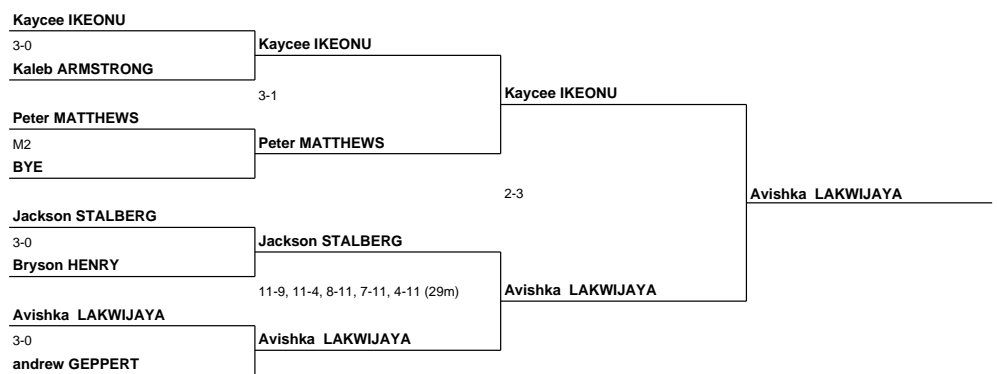 Kaycee IKEONU
3-0
Kaycee IKEONU
Kaleb ARMSTRONG
3-1
Kaycee IKEONU
Peter MATTHEWS
M2
Peter MATTHEWS
BYE
2-3
Avishka  LAKWIJAYA
Jackson STALBERG
3-0
Jackson STALBERG
Bryson HENRY
11-9, 11-4, 8-11, 7-11, 4-11 (29m)
Avishka  LAKWIJAYA
Avishka  LAKWIJAYA
3-0
Avishka  LAKWIJAYA
andrew GEPPERT